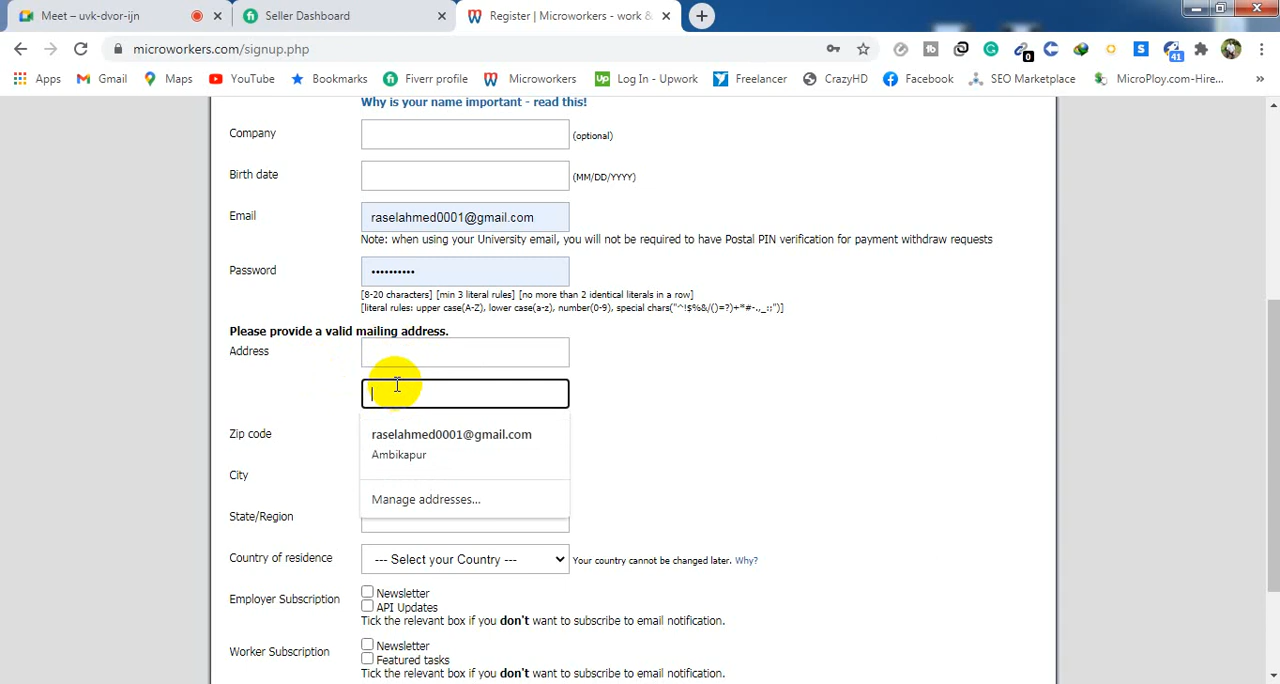 Meet – uvk-dvor-ijn
Seller Dashboard
Register | Microworkers - work &
microworkers.com/signup.php
0
41
Apps
Gmail
Maps
YouTube
Bookmarks
Fiverr profile
Microworkers
Log In - Upwork
Freelancer
CrazyHD
Facebook
SEO Marketplace
MicroPloy.com-Hire...
Why is your name important - read this!
Company
(optional)
Birth date
(MM/DD/YYYY)
Email
raselahmed0001@gmail.com
Note: when using your University email, you will not be required to have Postal PIN verification for payment withdraw requests
Password
••••••••••
[8-20 characters] [min 3 literal rules] [no more than 2 identical literals in a row]
[literal rules: upper case(A-Z), lower case(a-z), number(0-9), special chars("^!$%&/()=?)+*#-.,_:;")]
Please provide a valid mailing address.
Address
raselahmed0001@gmail.com
Ambikapur
Manage addresses...
Zip code
City
State/Region
Country of residence
--- Select your Country ---
Your country cannot be changed later. Why?
Employer Subscription
Newsletter
API Updates
Tick the relevant box if you don't want to subscribe to email notification.
Worker Subscription
Newsletter
Featured tasks
Tick the relevant box if you don't want to subscribe to email notification.